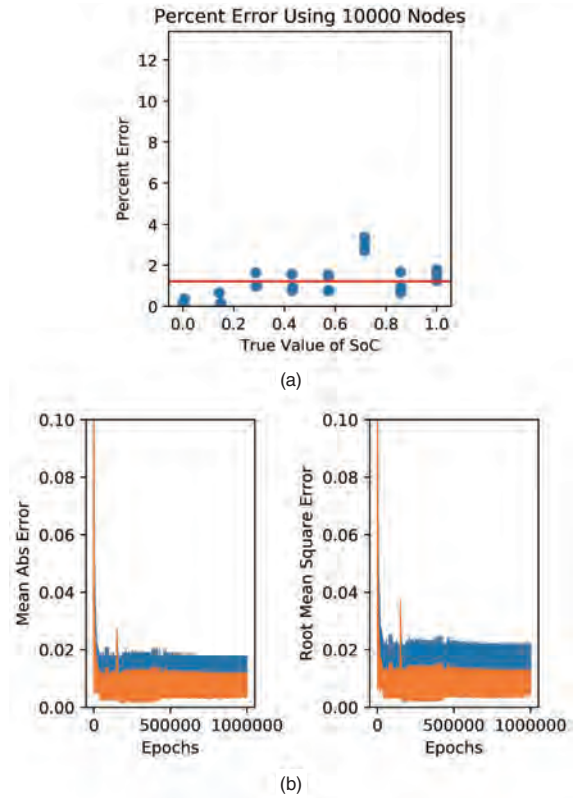 Percent Error Using 10000 Nodes
12
10
8
6
4
2
0
Percent Error
0.0 0.2 0.4 0.6 0.8 1.0
True Value of SoC
(a)
0.10
0.08
0.06
0.04
0.02
0.00
Mean Abs Error
0 500000 1000000
Epochs
0.10
0.08
0.06
0.04
0.02
0.00
Root Mean Square Error
0 500000 1000000
Epochs
(b)